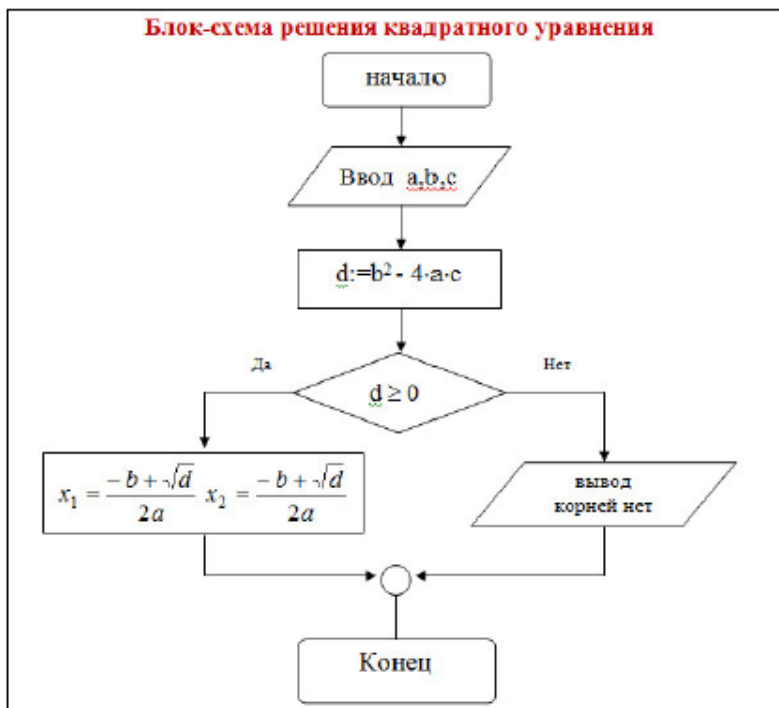 Блок-схема решения квадратного уравнения
начало
Ввод a,b,c
d:=b² - 4·a·c
Да
Нет
d ≥ 0
x₁ = (-b + √d) / 2a x₂ = (-b + √d) / 2a
вывод
корней нет
Конец